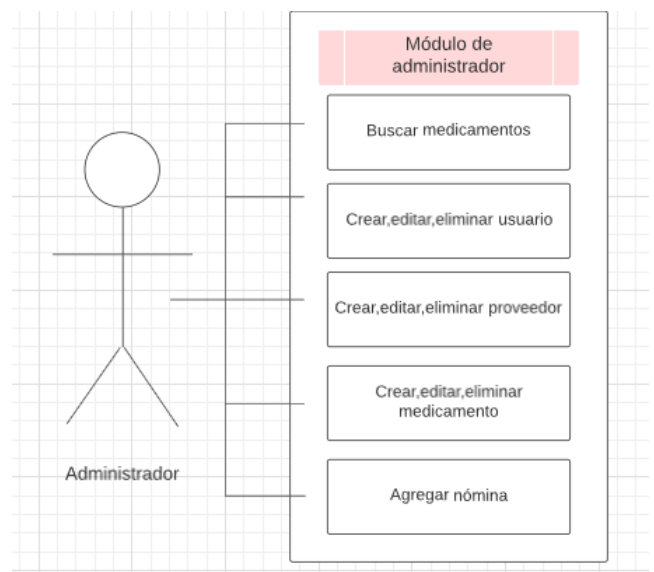 Módulo de
administrador
Buscar medicamentos
Crear,editar,eliminar usuario
Crear,editar,eliminar proveedor
Crear,editar,eliminar
medicamento
Agregar nómina
Administrador